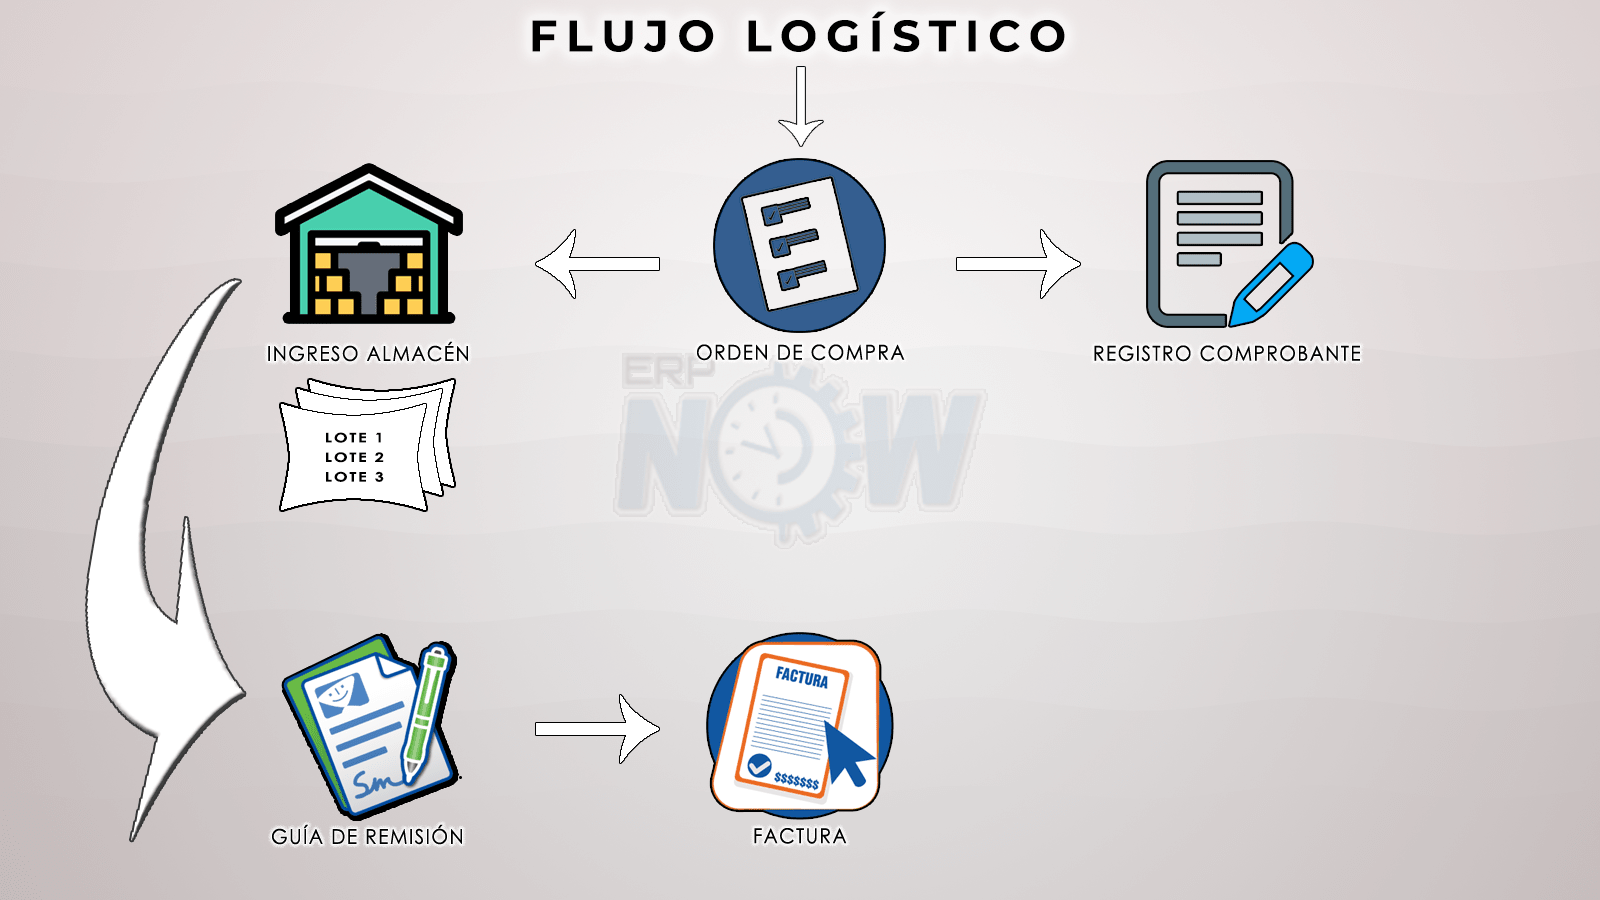 FLUJO LOGÍSTICO
INGRESO ALMACÉN
ORDEN DE COMPRA
REGISTRO COMPROBANTE
ERP
NOW
LOTE 1
LOTE 2
LOTE 3
FACTURA
$$$$$$$
Sm
GUÍA DE REMISIÓN
FACTURA